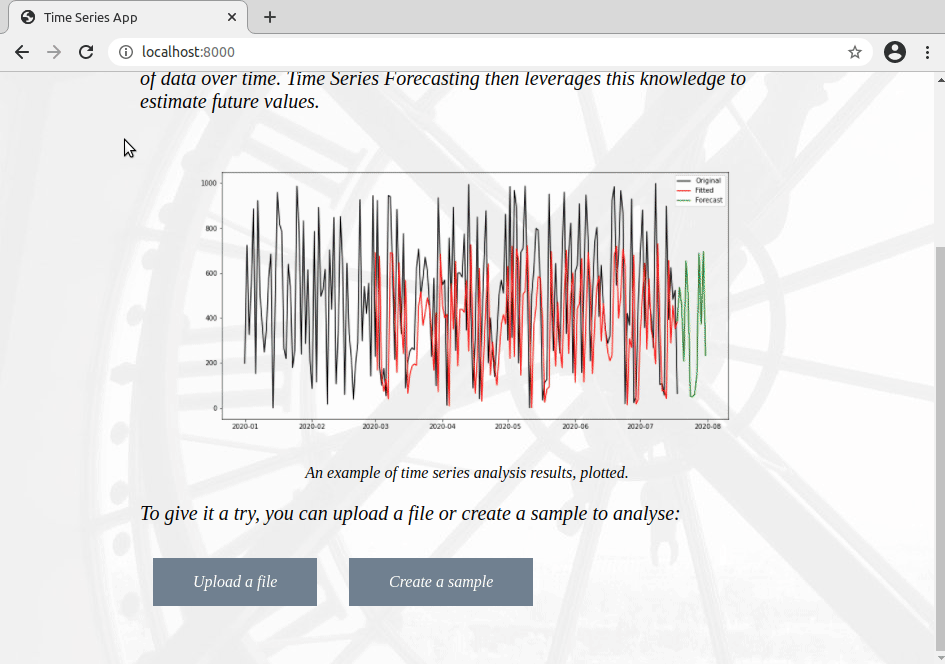 Time Series App
localhost:8000
of data over time. Time Series Forecasting then leverages this knowledge to
estimate future values.
Original
Fitted
Forecast
1000
800
600
400
200
0
2020-01 2020-02 2020-03 2020-04 2020-05 2020-06 2020-07 2020-08
An example of time series analysis results, plotted.
To give it a try, you can upload a file or create a sample to analyse:
Upload a file Create a sample